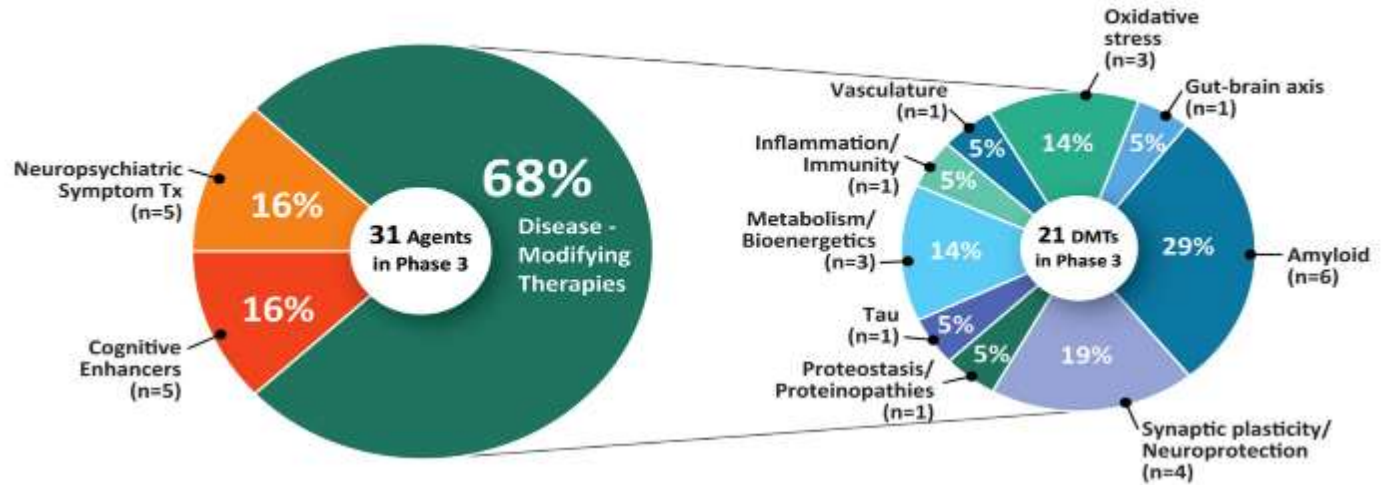 Neuropsychiatric
Symptom Tx
(n=5)
16%
Cognitive
Enhancers
(n=5)
16%
31 Agents
in Phase 3
68%
Disease -
Modifying
Therapies
Oxidative
stress
(n=3)
14%
Gut-brain axis
(n=1)
5%
Vasculature
(n=1)
5%
Inflammation/
Immunity
(n=1)
5%
Metabolism/
Bioenergetics
(n=3)
14%
Tau
(n=1)
5%
Proteostasis/
Proteinopathies
(n=1)
5%
21 DMTs
in Phase 3
29%
Amyloid
(n=6)
19%
Synaptic plasticity/
Neuroprotection
(n=4)